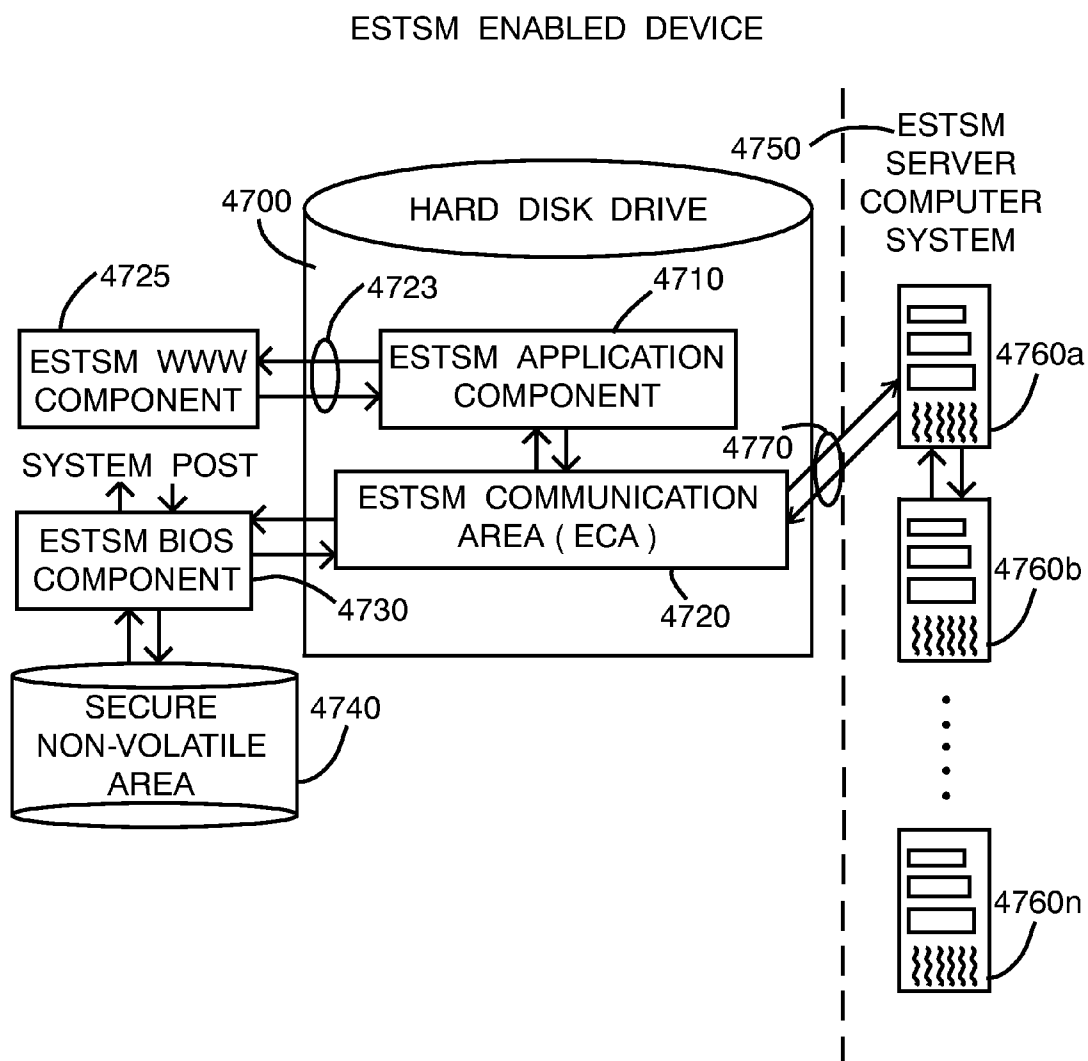 ESTSM ENABLED DEVICE
4750
ESTSM
SERVER
COMPUTER
SYSTEM
4700
HARD DISK DRIVE
4725
4723
4710
ESTSM WWW
COMPONENT
ESTSM APPLICATION
COMPONENT
4760a
4770
SYSTEM POST
ESTSM COMMUNICATION
AREA ( ECA )
ESTSM BIOS
COMPONENT
4730
4720
4760b
SECURE
NON-VOLATILE
AREA
4740
4760n